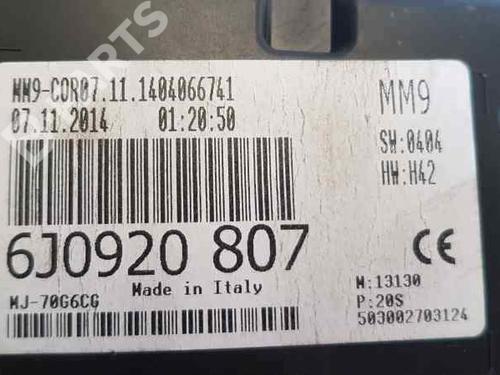 MM9-COR07.11.1404066741
07.11.2014 01:20:50
MM9
SW:0404
HW:H42
6J0920 807
Made in Italy
CE
MJ-70G6CG
M:13130
P:20S
503002703124
PARTS